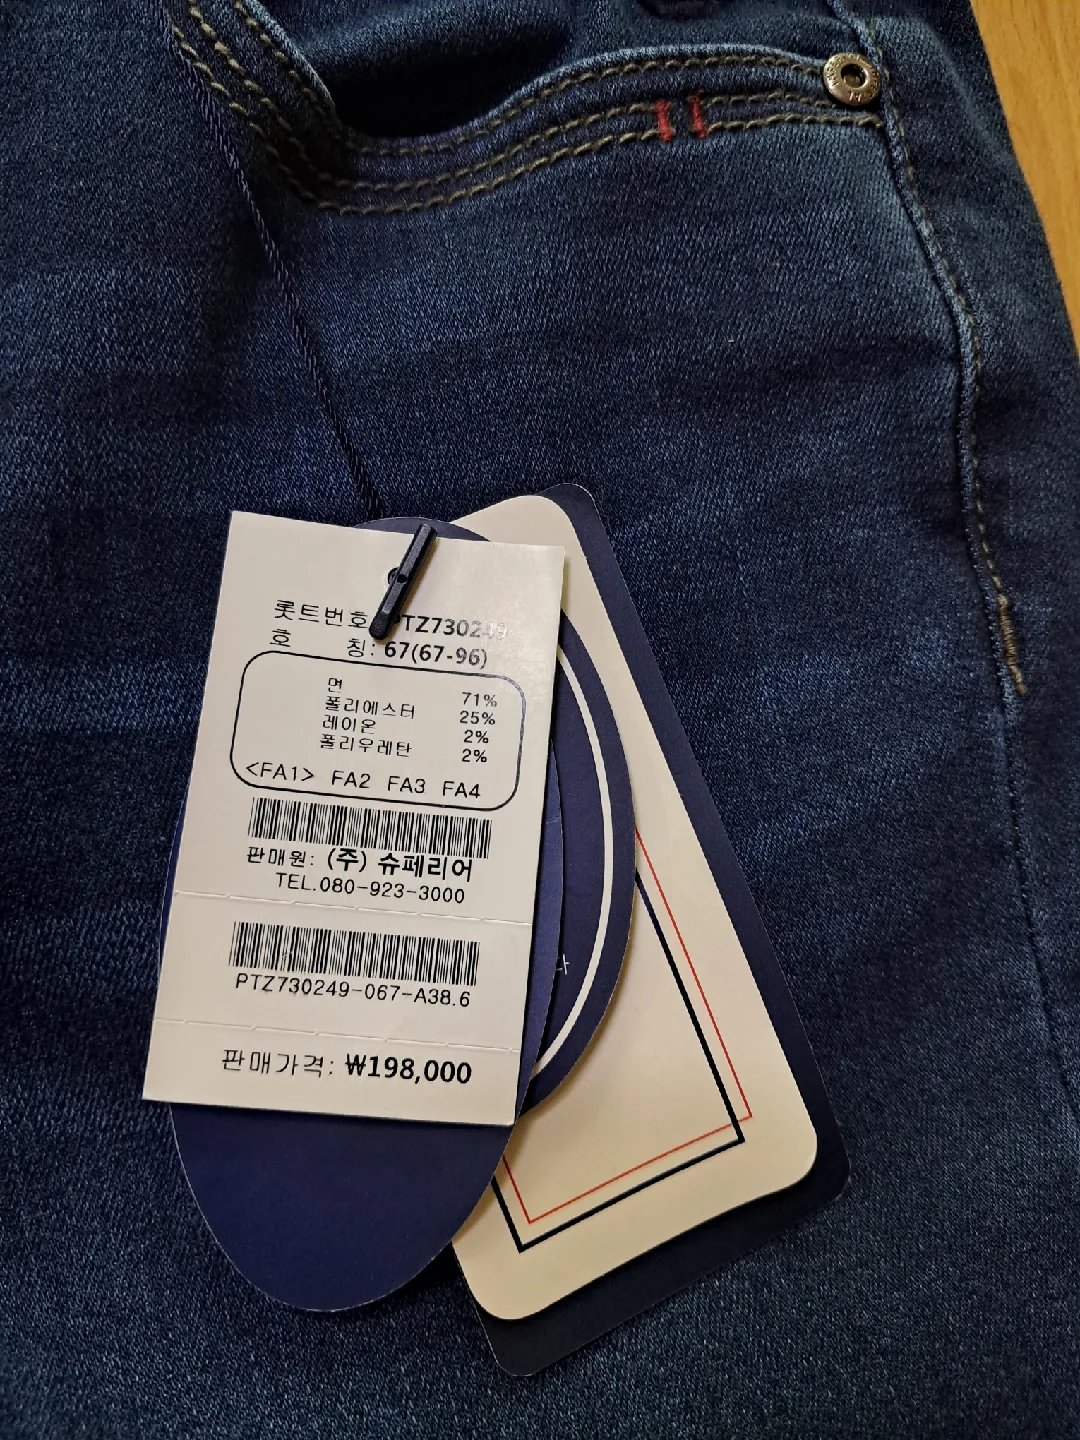 롯트번호: PTZ730249
호 칭: 67(67-96)
면 71%
폴리에스터 25%
레이온 2%
폴리우레탄 2%
<FA1> FA2 FA3 FA4
판매원: (주) 슈페리어
TEL.080-923-3000
PTZ730249-067-A38.6
판매가격: ₩198,000